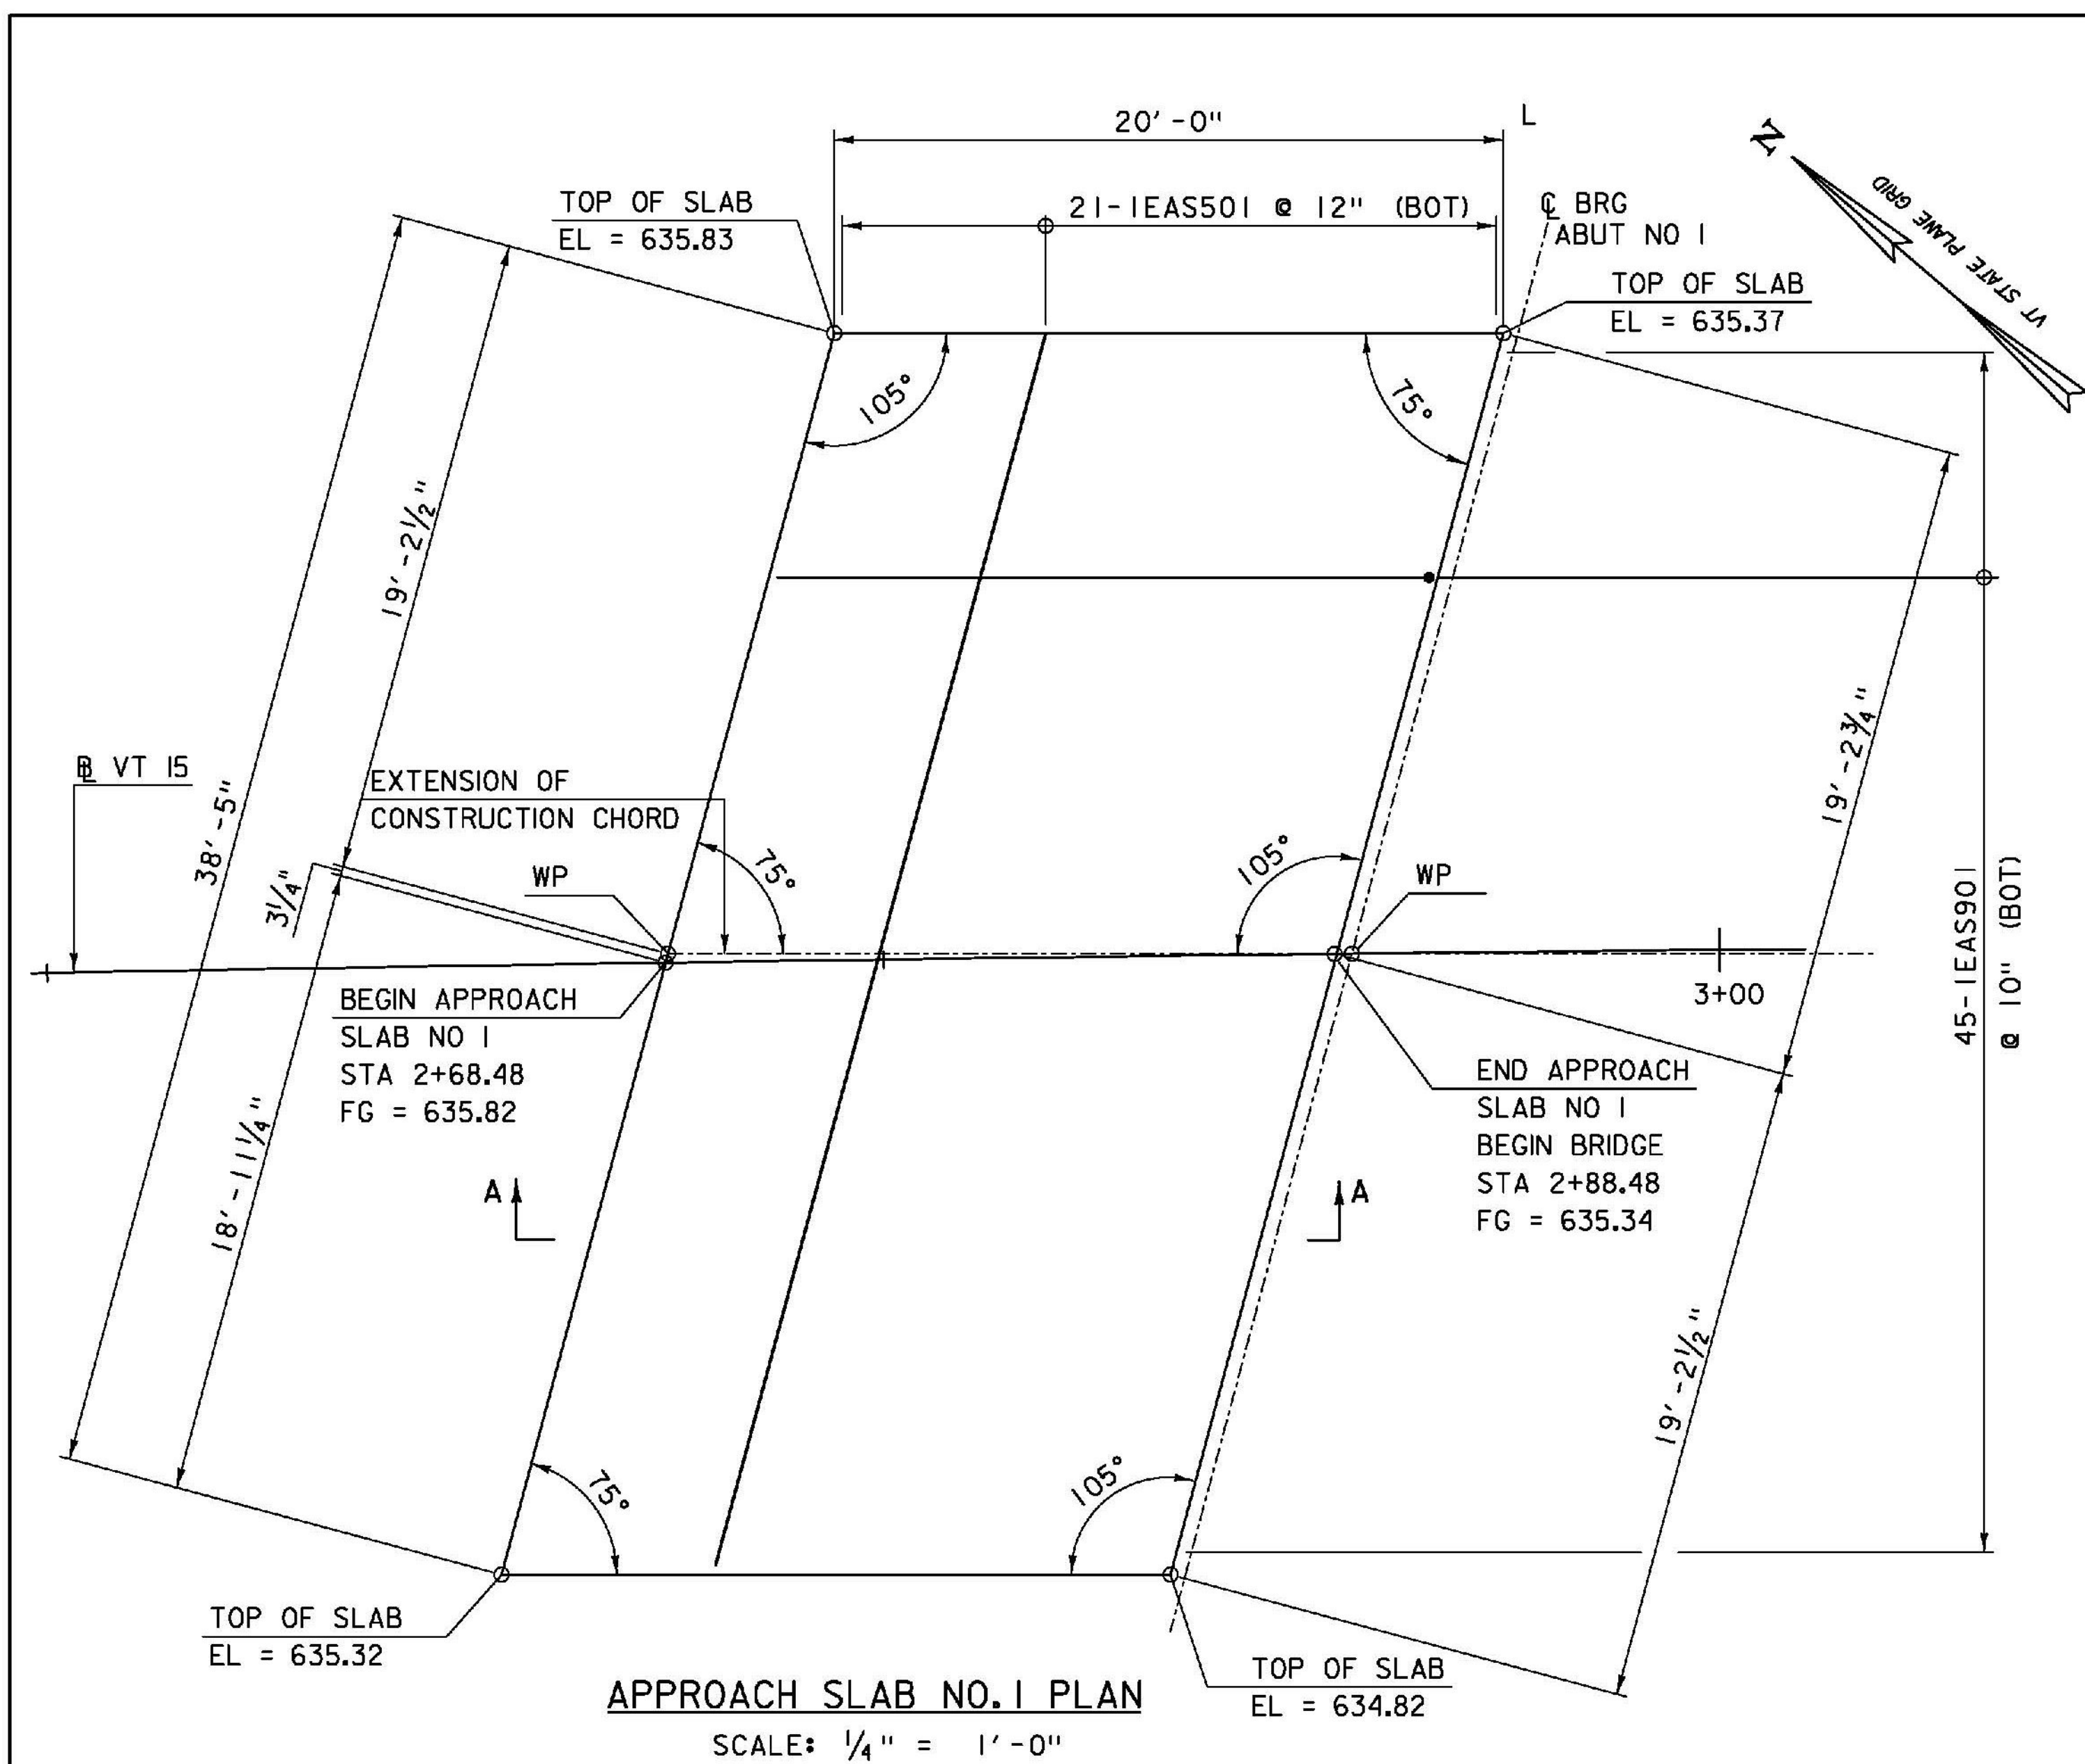 20'-0"
L
21-1EAS501 @ 12" (BOT)
TOP OF SLAB
EL = 635.83
℄ BRG
ABUT NO 1
TOP OF SLAB
EL = 635.37
N
VT STATE PLANE GRID
105°
75°
19'-2½"
38'-5"
19'-2¾"
BL VT 15
EXTENSION OF
CONSTRUCTION CHORD
3¼"
WP
75°
105°
WP
45-1EAS901
@ 10" (BOT)
3+00
BEGIN APPROACH
SLAB NO 1
STA 2+68.48
FG = 635.82
END APPROACH
SLAB NO 1
BEGIN BRIDGE
STA 2+88.48
FG = 635.34
18'-11¼"
A
A
19'-2½"
75°
105°
TOP OF SLAB
EL = 635.32
TOP OF SLAB
EL = 634.82
APPROACH SLAB NO. 1 PLAN
SCALE: ¼" = 1'-0"